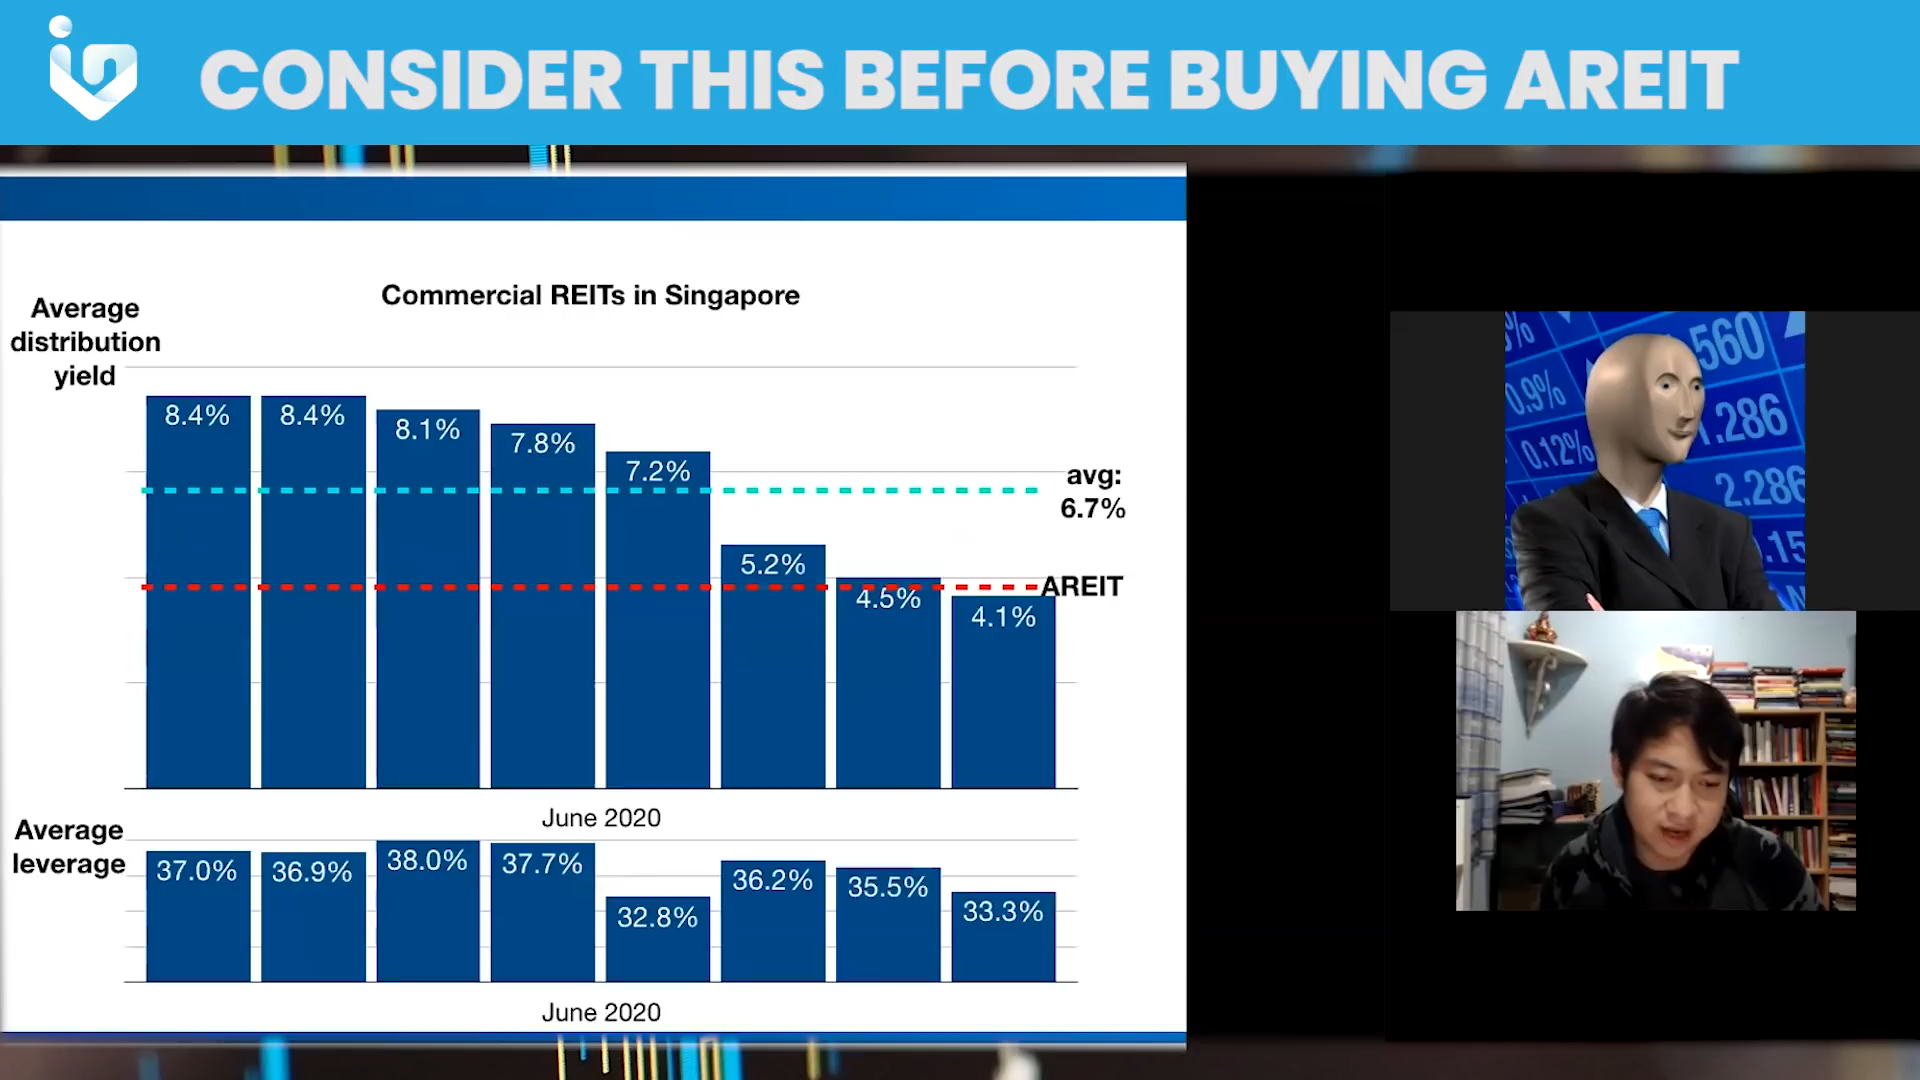 CONSIDER THIS BEFORE BUYING AREIT
Commercial REITs in Singapore
Average
distribution
yield
8.4%
8.4%
8.1%
7.8%
7.2%
5.2%
4.5%
4.1%
avg:
6.7%
AREIT
June 2020
Average
leverage
37.0%
36.9%
38.0%
37.7%
32.8%
36.2%
35.5%
33.3%
June 2020
560
0.9%
1.286
0.12%
2.286
.15